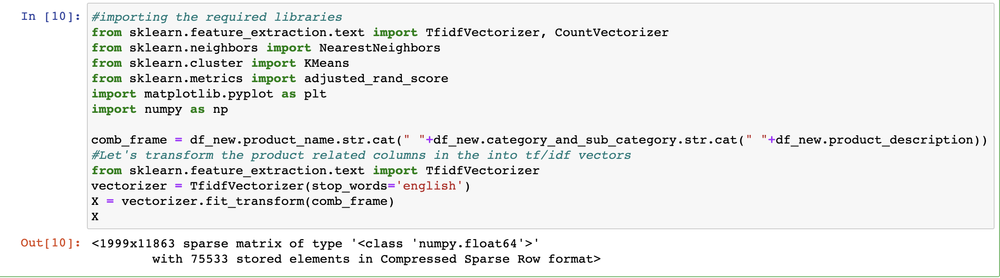 In [10]: #importing the required libraries
from sklearn.feature_extraction.text import TfidfVectorizer, CountVectorizer
from sklearn.neighbors import NearestNeighbors
from sklearn.cluster import KMeans
from sklearn.metrics import adjusted_rand_score
import matplotlib.pyplot as plt
import numpy as np

comb_frame = df_new.product_name.str.cat(" "+df_new.category_and_sub_category.str.cat(" "+df_new.product_description))
#Let's transform the product related columns in the into tf/idf vectors
from sklearn.feature_extraction.text import TfidfVectorizer
vectorizer = TfidfVectorizer(stop_words='english')
X = vectorizer.fit_transform(comb_frame)
X
Out[10]: <1999x11863 sparse matrix of type '<class 'numpy.float64'>'
with 75533 stored elements in Compressed Sparse Row format>